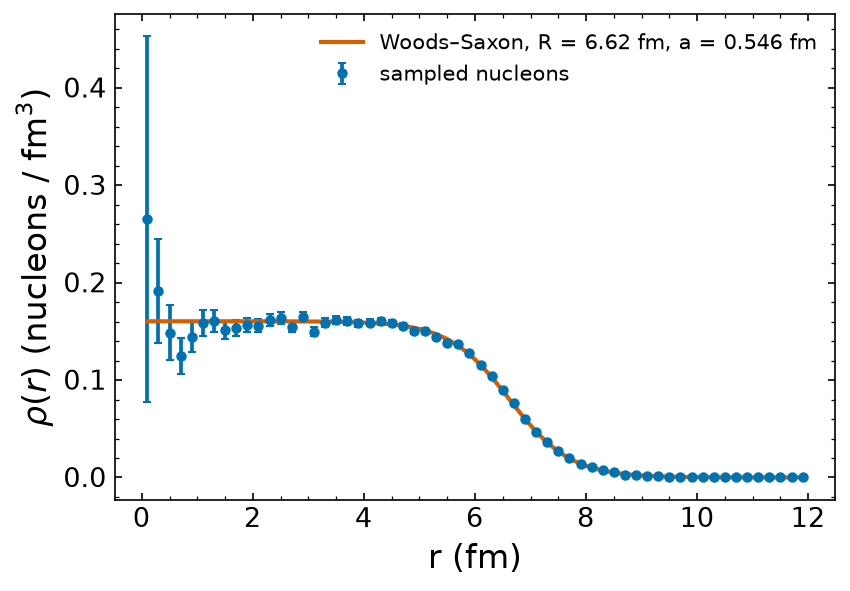 Woods–Saxon, R = 6.62 fm, a = 0.546 fm
sampled nucleons
ρ(r) (nucleons / fm³)
0.4
0.3
0.2
0.1
0.0
0 2 4 6 8 10 12
r (fm)